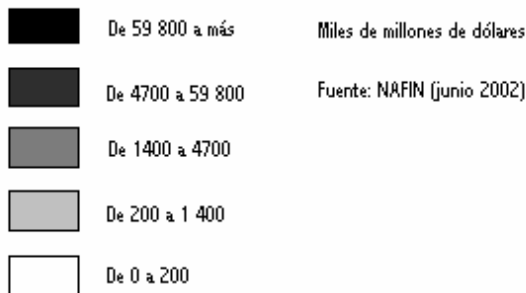 De 59 800 a más
Miles de millones de dólares
De 4700 a 59 800
Fuente: NAFIN (junio 2002)
De 1400 a 4700
De 200 a 1 400
De 0 a 200